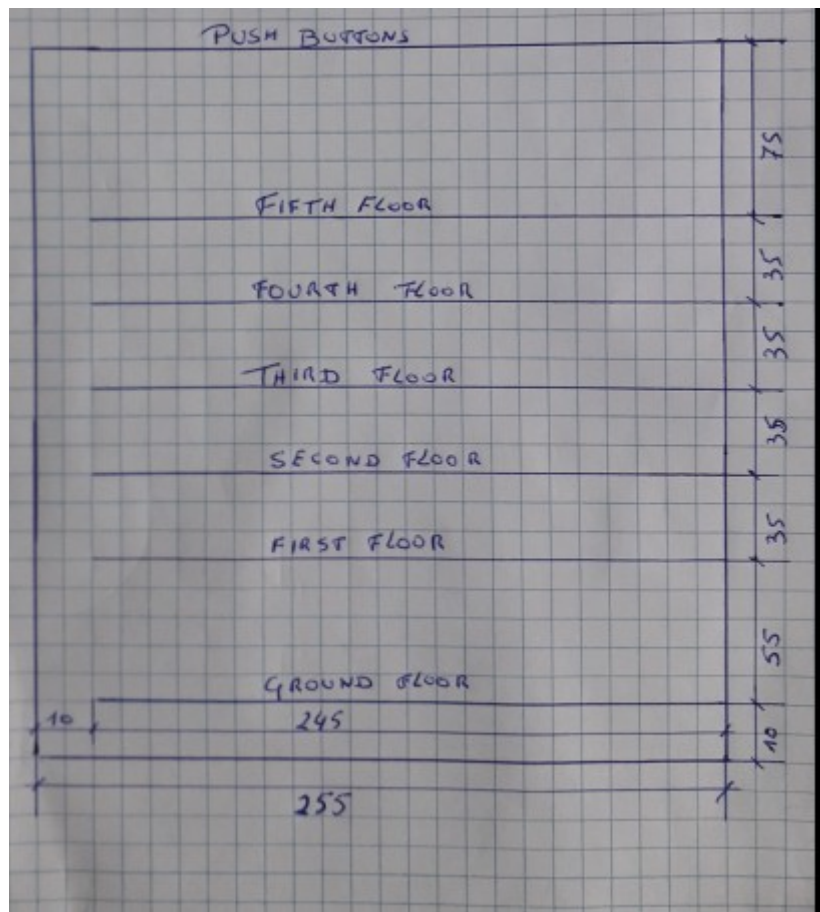 PUSH BUTTONS
75
FIFTH FLOOR
35
FOURTH FLOOR
35
THIRD FLOOR
35
SECOND FLOOR
35
FIRST FLOOR
55
GROUND FLOOR
10 245 10
255